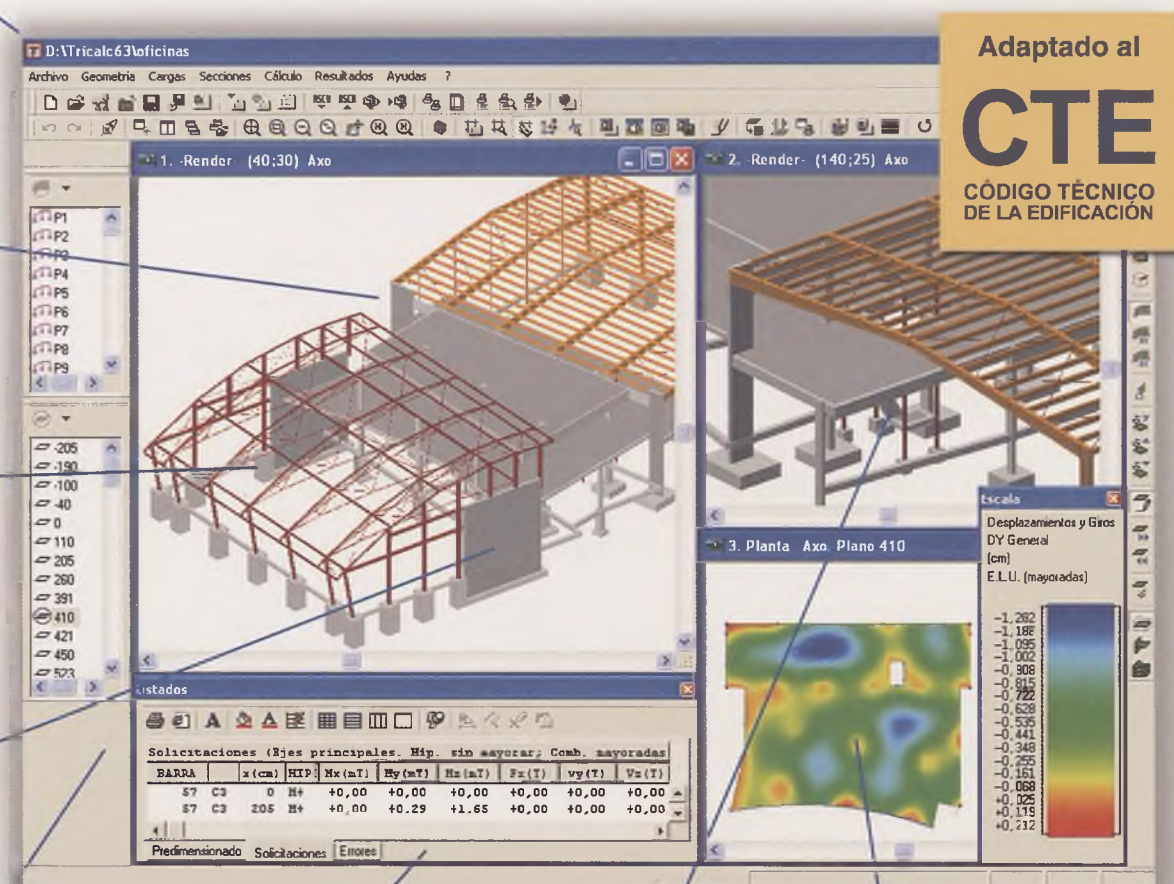 D:\Tricalc63\oficinas
Archivo Geometria Cargas Secciones Cálculo Resultados Ayudas ?
Adaptado al
CTE
CÓDIGO TÉCNICO
DE LA EDIFICACIÓN
1. -Render (40;30) Axo
2. -Render- (140;25) Axo
P1
P2
P3
P4
P5
P6
P7
P8
P9
-205
-190
-100
-40
0
110
205
260
391
410
421
450
523
3. Planta Axo. Plano 410
Escala
Desplazamientos y Giros
DY General
(cm)
E.L.U. (mayoradas)
-1,282
-1,188
-1,095
-1,002
-0,908
-0,815
-0,722
-0,628
-0,535
-0,441
-0,348
-0,255
-0,161
-0,068
+0,025
+0,119
+0,212
istados
Solicitaciones (Ejes principales. Hip. sin mayorar; Comb. mayoradas
BARRA x(cm) HIP Mx(mT) My(mT) Mz(mT) Fx(T) Vy(T) Vz(T)
57 C3 0 M+ +0,00 +0,00 +0,00 +0,00 +0,00 +0,00
57 C3 205 M+ +0,00 +0.29 +1.65 +0,00 +0,00 +0,00
Predimensionado Solicitaciones Errores